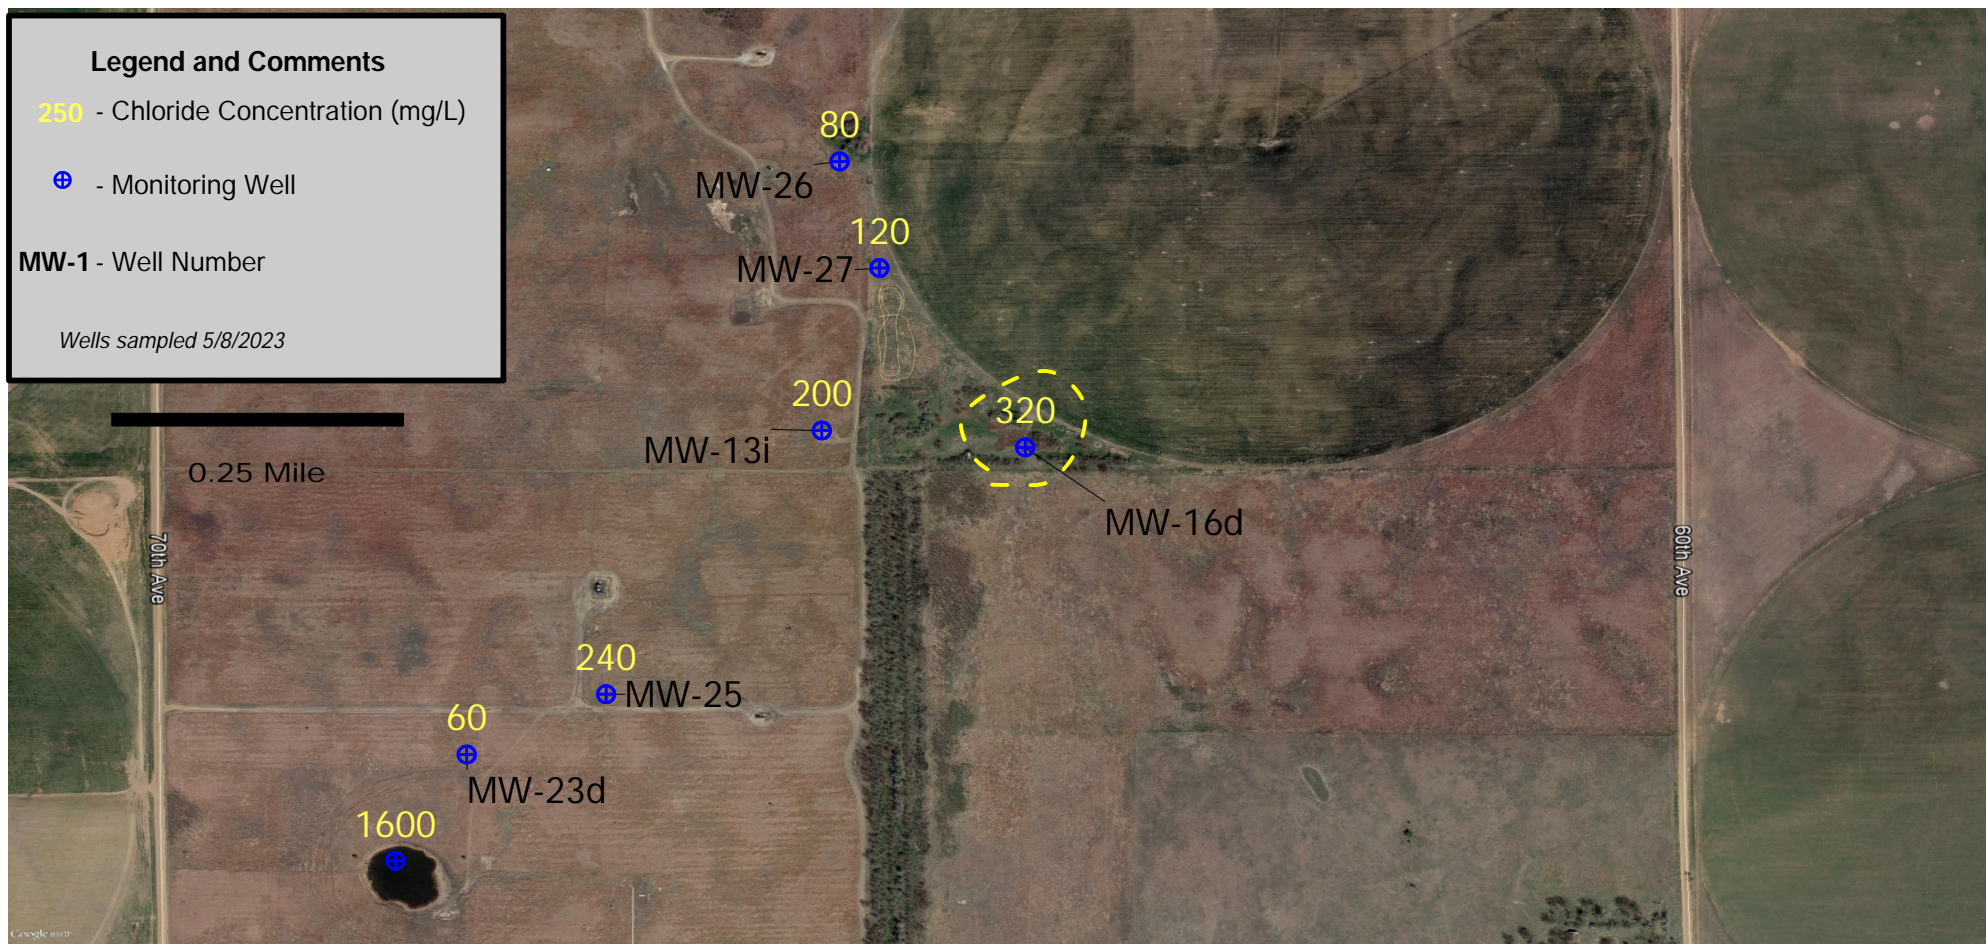 Legend and Comments
250 - Chloride Concentration (mg/L)
- Monitoring Well
MW-1 - Well Number
Wells sampled 5/8/2023
0.25 Mile
80
MW-26
120
MW-27
200
MW-13i
320
MW-16d
70th Ave
60th Ave
240
MW-25
60
MW-23d
1600
Google earth